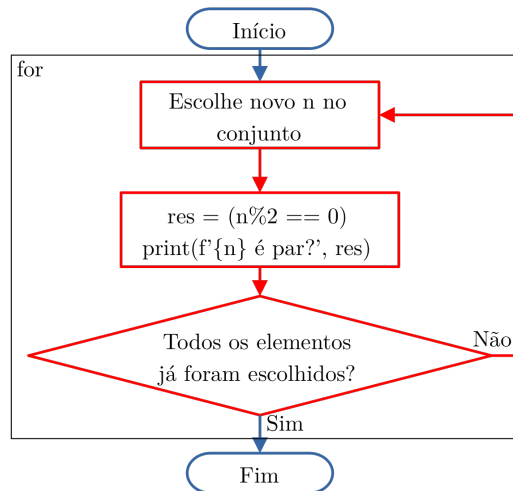 Início
for
Escolhe novo n no
conjunto
res = (n%2 == 0)
print(f'{n} é par?', res)
Todos os elementos
já foram escolhidos?
Não
Sim
Fim